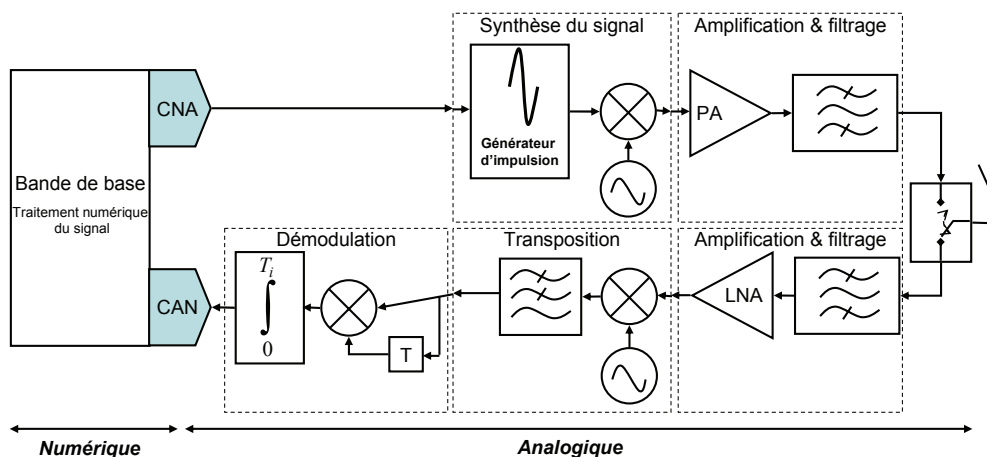 Synthèse du signal
Amplification & filtrage
CNA
Générateur
d'impulsion
PA
Bande de base
Traitement numérique
du signal
Démodulation
Transposition
Amplification & filtrage
T_i
∫
0
CAN
T
LNA
Numérique
Analogique